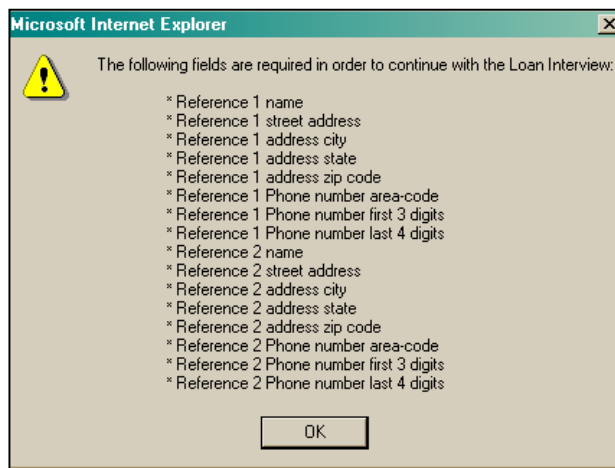 Microsoft Internet Explorer
The following fields are required in order to continue with the Loan Interview:
* Reference 1 name
* Reference 1 street address
* Reference 1 address city
* Reference 1 address state
* Reference 1 address zip code
* Reference 1 Phone number area-code
* Reference 1 Phone number first 3 digits
* Reference 1 Phone number last 4 digits
* Reference 2 name
* Reference 2 street address
* Reference 2 address city
* Reference 2 address state
* Reference 2 address zip code
* Reference 2 Phone number area-code
* Reference 2 Phone number first 3 digits
* Reference 2 Phone number last 4 digits
OK